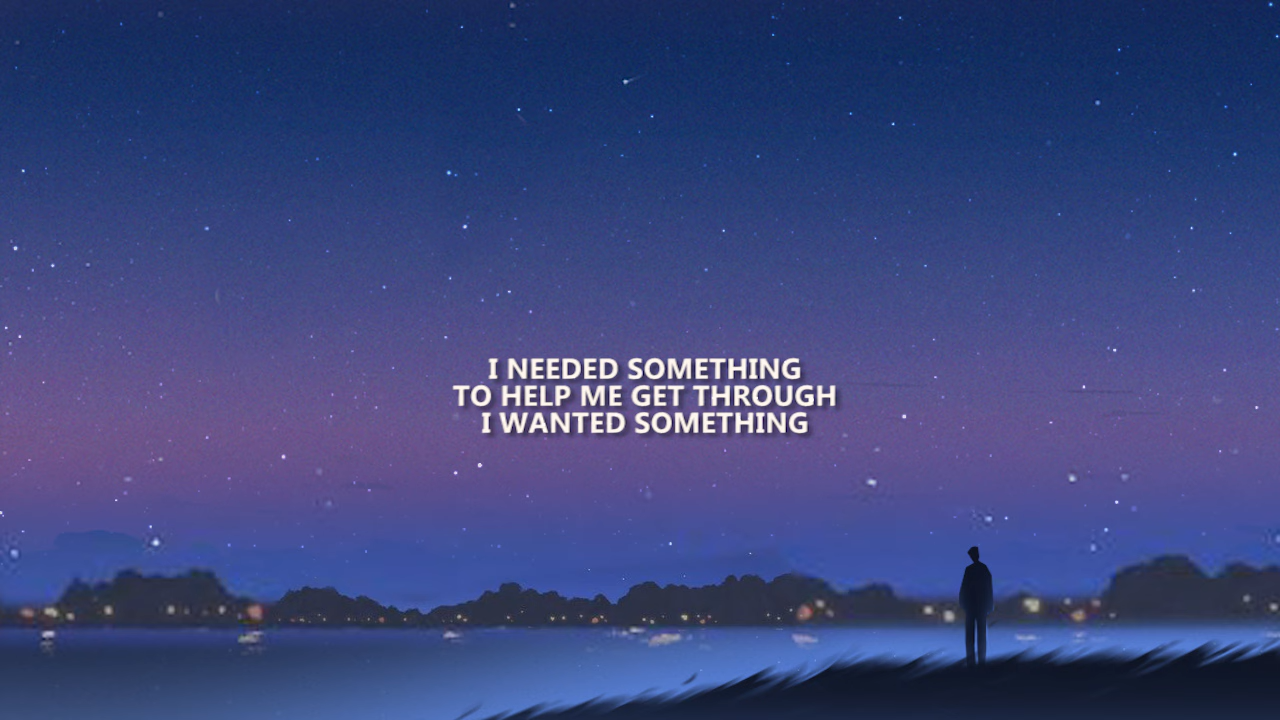 I NEEDED SOMETHING
TO HELP ME GET THROUGH
I WANTED SOMETHING